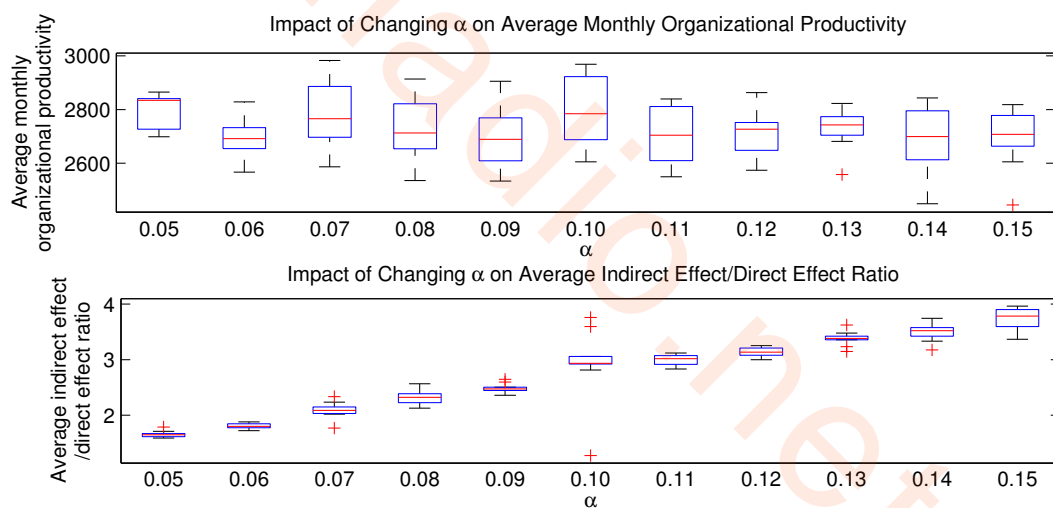 Impact of Changing α on Average Monthly Organizational Productivity
Average monthly
organizational productivity
3000
2800
2600
0.05 0.06 0.07 0.08 0.09 0.10 0.11 0.12 0.13 0.14 0.15
α
Impact of Changing α on Average Indirect Effect/Direct Effect Ratio
Average indirect effect
/direct effect ratio
4
3
2
0.05 0.06 0.07 0.08 0.09 0.10 0.11 0.12 0.13 0.14 0.15
α
nadio.net